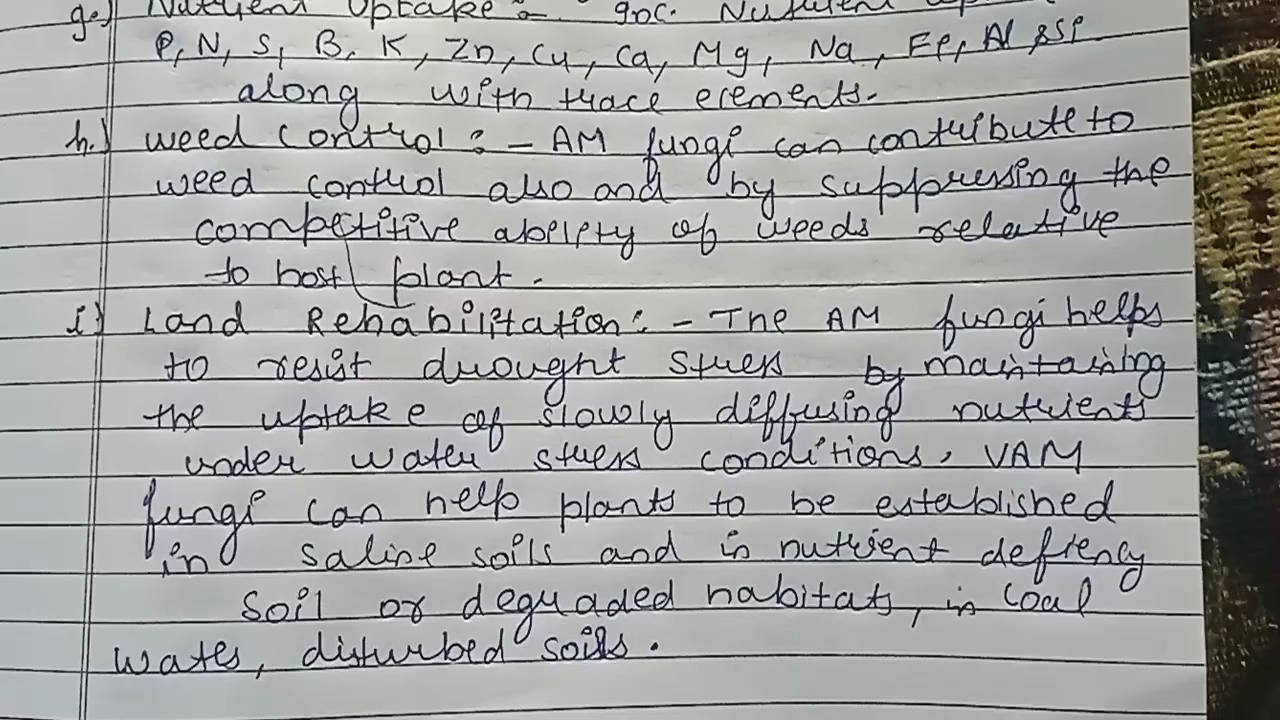 g.) Nutrient Uptake :- Inc. Nutrient
P, N, S, B, K, Zn, Cu, Ca, Mg, Na, Fe, Al & Si
along with trace elements.
h.) Weed Control :- AM fungi can contribute to
weed control also and by suppressing the
competitive abelity of weeds relative
to host plant.
i) Land Rehabilitation :- The AM fungi helps
to resist drought stress by maintaining
the uptake of slowly diffusing nutrients
under water stress conditions, VAM
fungi can help plants to be established
in saline soils and in nutrient defiency
soil or degraded habitats, in coal
wates, disturbed soils.